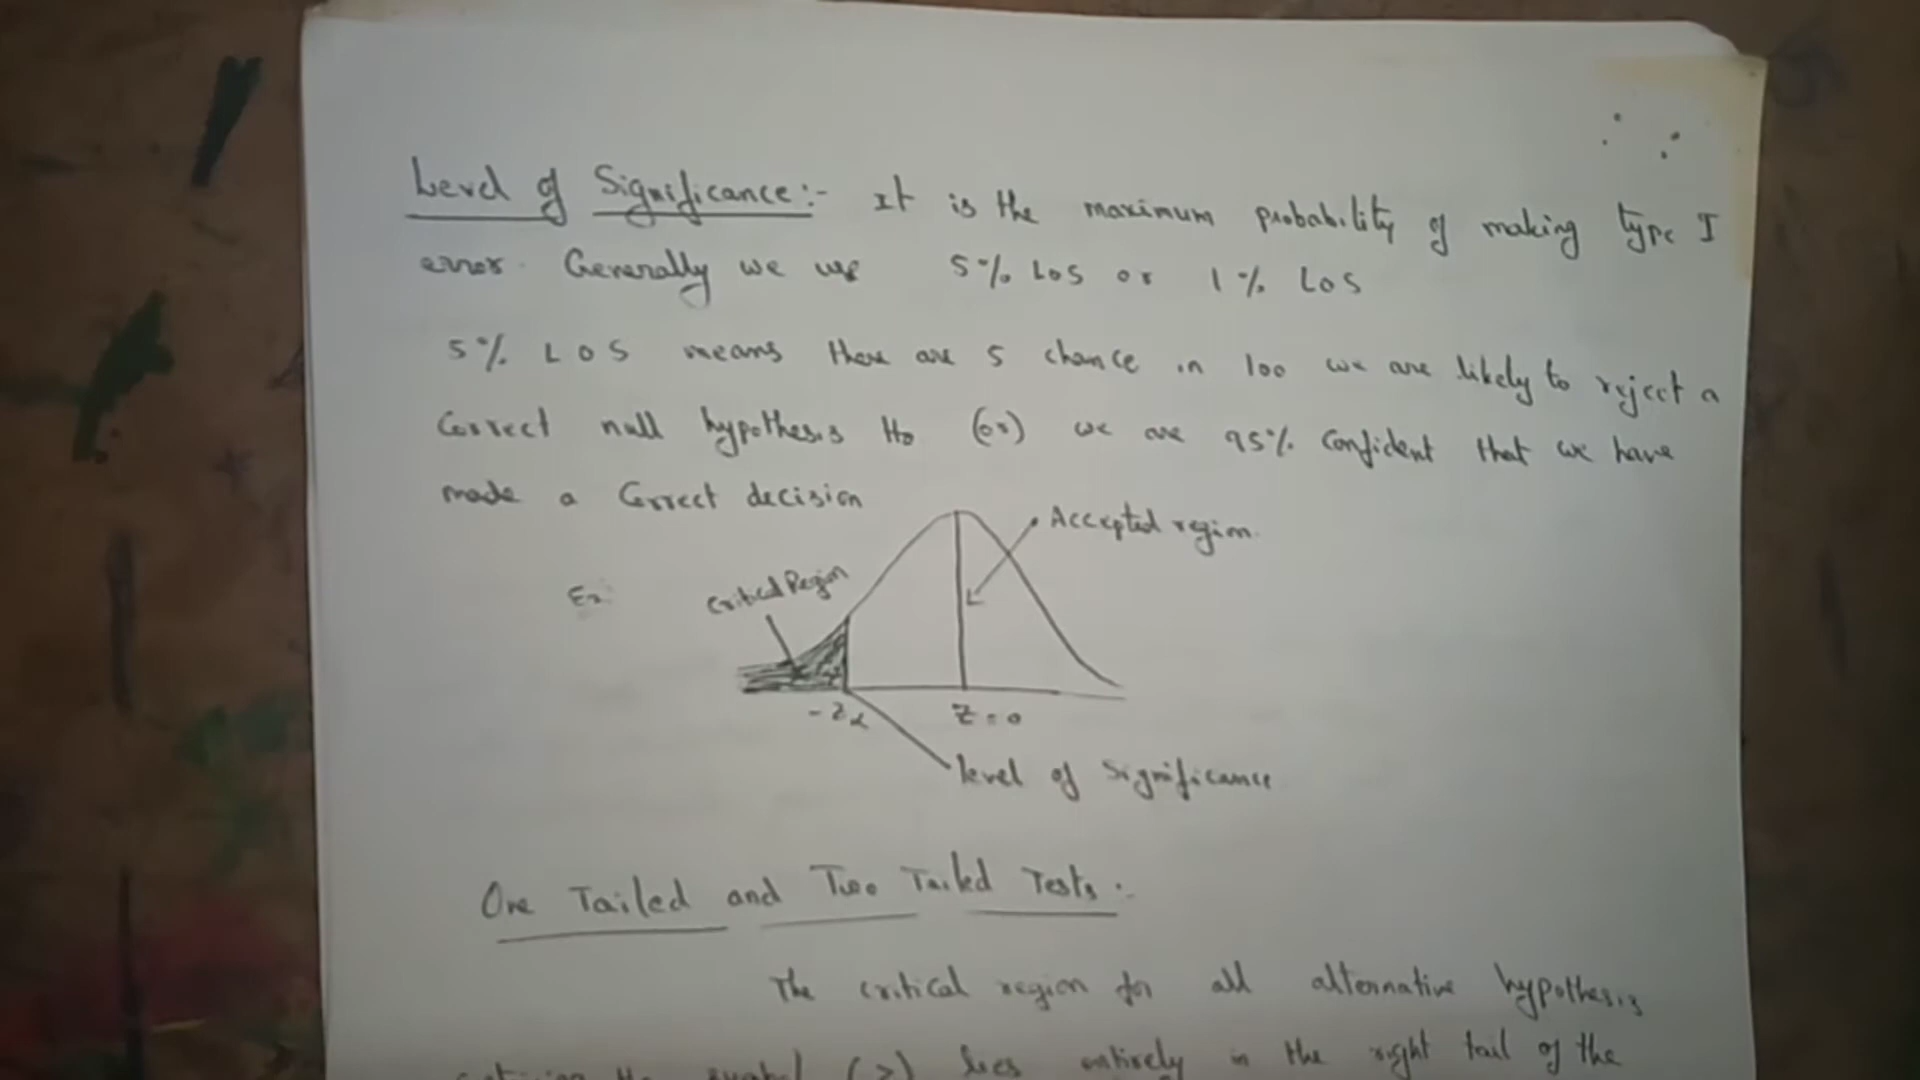 Level of Significance:- It is the maximum probability of making type I
error. Generally we use 5% LOS or 1% LOS
5% LOS means there are 5 chance in 100 we are likely to reject a
Correct null hypothesis Ho (or) we are 95% Confident that we have
made a Correct decision
Accepted region.
Critical Region
Ex:
-Zα
Z=0
level of Significance
One Tailed and Two Tailed Tests:
The critical region for all alternative hypothesis
the symbol (>) lies entirely in the right tail of the